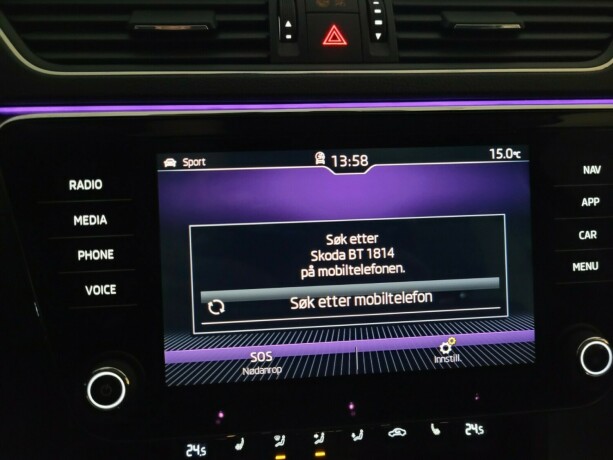 Sport
13:58
15.0°C
RADIO
MEDIA
PHONE
VOICE
NAV
APP
CAR
MENU
Søk etter
Skoda BT 1814
på mobiltelefonen.
Søk etter mobiltelefon
SOS
Nødanrop
Innstill.
24.5
24.5